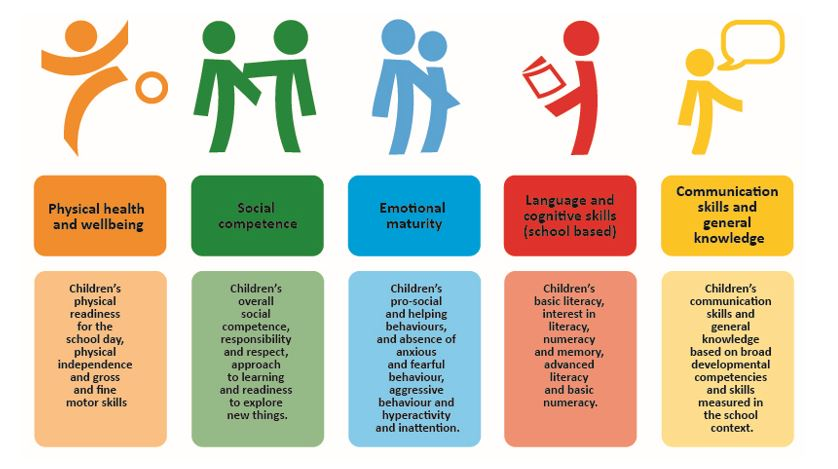 Physical health
and wellbeing
Social
competence
Emotional
maturity
Language and
cognitive skills
(school based)
Communication
skills and
general
knowledge
Children's
physical
readiness
for the
school day,
physical
independence
and gross
and fine
motor skills
Children's
overall
social
competence,
responsibility
and respect,
approach
to learning
and readiness
to explore
new things.
Children's
pro-social
and helping
behaviours,
and absence of
anxious
and fearful
behaviour,
aggressive
behaviour and
hyperactivity
and inattention.
Children's
basic literacy,
interest in
literacy,
numeracy
and memory,
advanced
literacy
and basic
numeracy.
Children's
communication
skills and
general
knowledge
based on broad
developmental
competencies
and skills
measured in
the school
context.